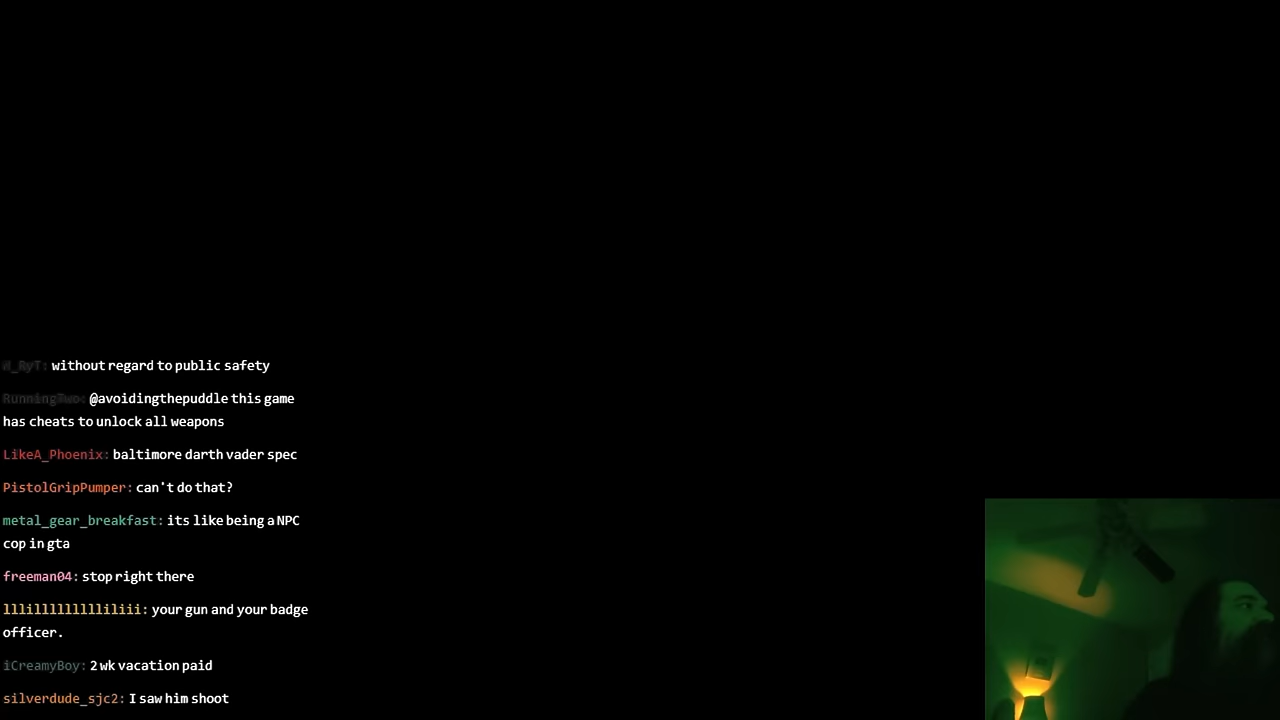 W_RyT: without regard to public safety
RunningTwo: @avoidingthepuddle this game
has cheats to unlock all weapons
LikeA_Phoenix: baltimore darth vader spec
PistolGripPumper: can't do that?
metal_gear_breakfast: its like being a NPC
cop in gta
freeman04: stop right there
your gun and your badge
officer.
iCreamyBoy: 2 wk vacation paid
silverdude_sjc2: I saw him shoot